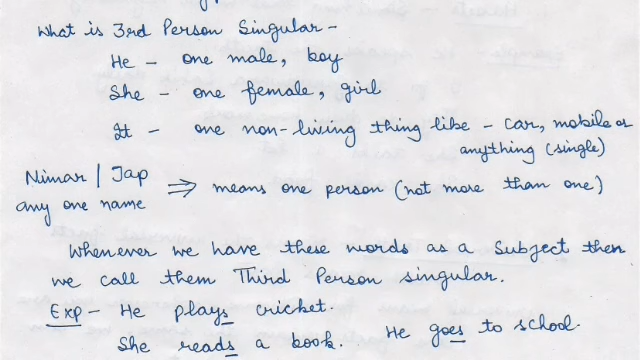 What is 3rd Person Singular -
He - one male, boy
She - one female, girl
It - one non-living thing like - car, mobile or
anything (single)
Nimar | Jap
any one name ⇒ means one person (not more than one)
Whenever we have these words as a Subject then
we call them Third Person singular.
Exp - He plays cricket.
She reads a book. He goes to school.